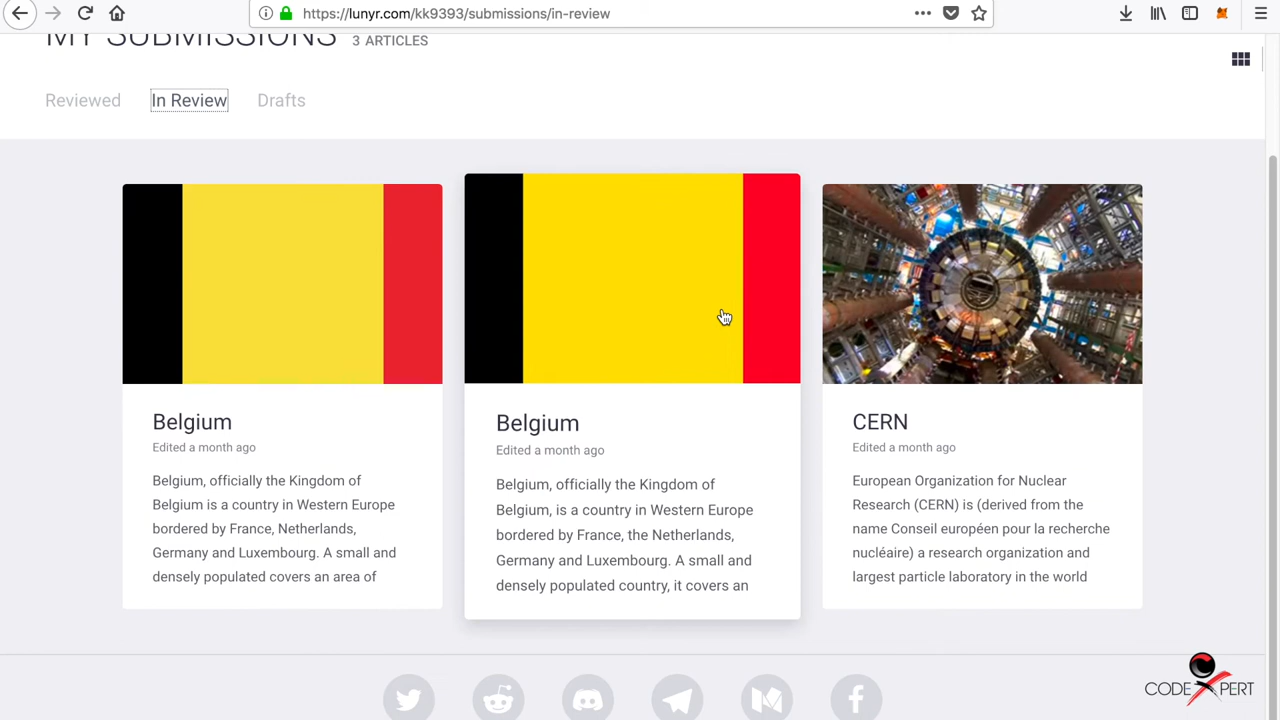 https://lunyr.com/kk9393/submissions/in-review
MY SUBMISSIONS 3 ARTICLES
Reviewed In Review Drafts
Belgium
Edited a month ago
Belgium, officially the Kingdom of
Belgium is a country in Western Europe
bordered by France, Netherlands,
Germany and Luxembourg. A small and
densely populated covers an area of
Belgium
Edited a month ago
Belgium, officially the Kingdom of
Belgium, is a country in Western Europe
bordered by France, the Netherlands,
Germany and Luxembourg. A small and
densely populated country, it covers an
CERN
Edited a month ago
European Organization for Nuclear
Research (CERN) is (derived from the
name Conseil européen pour la recherche
nucléaire) a research organization and
largest particle laboratory in the world
CODEXPERT